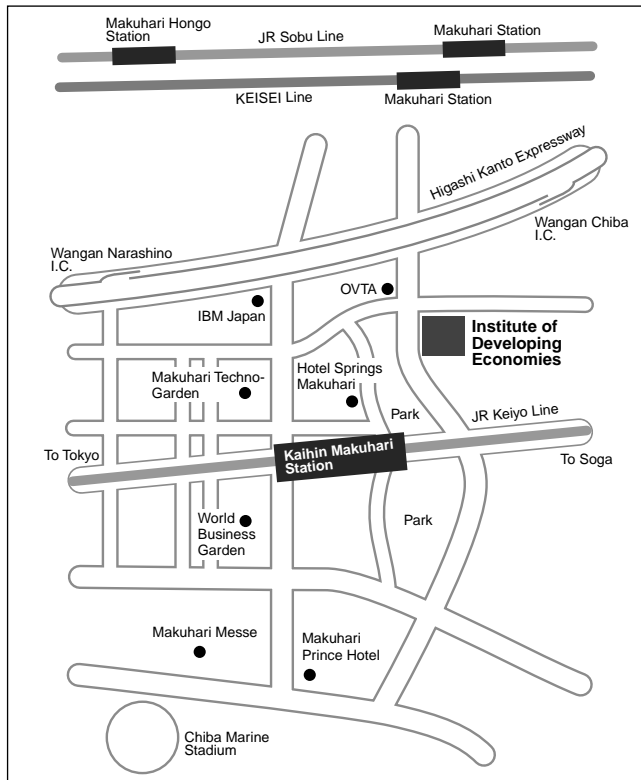 Makuhari Hongo
Station
JR Sobu Line
Makuhari Station
KEISEI Line
Makuhari Station
Higashi Kanto Expressway
Wangan Chiba
I.C.
Wangan Narashino
I.C.
OVTA
IBM Japan
Institute of
Developing
Economies
Hotel Springs
Makuhari
Makuhari Techno-
Garden
Park
JR Keiyo Line
Kaihin Makuhari
Station
To Tokyo
To Soga
World
Business
Garden
Park
Makuhari Messe
Makuhari
Prince Hotel
Chiba Marine
Stadium